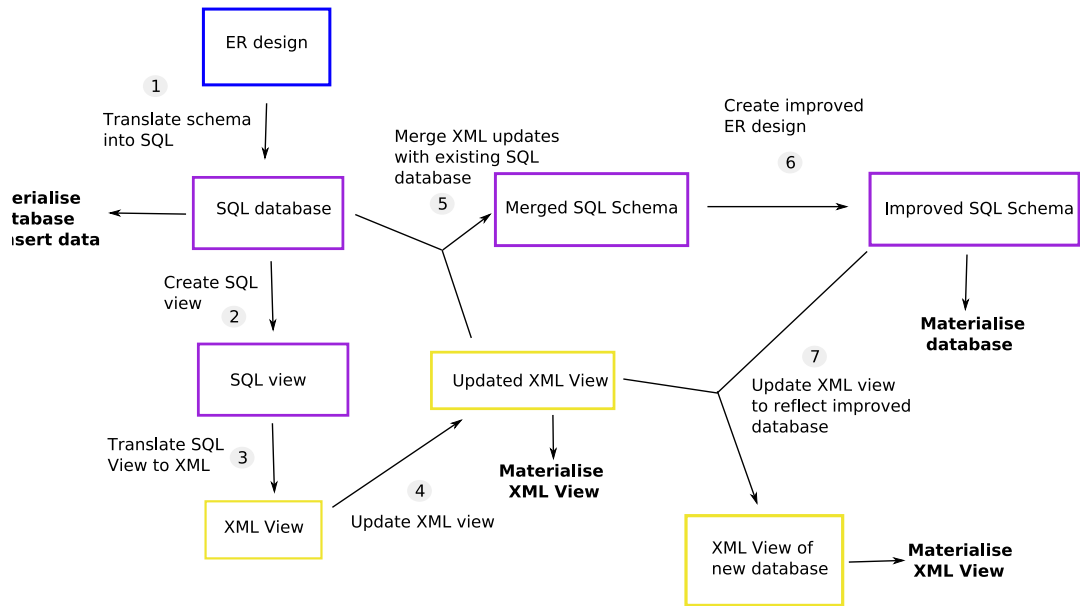 ER design
1
Translate schema
into SQL
SQL database
erialise
tabase
nsert data
Create SQL
view
2
SQL view
Translate SQL
View to XML
3
XML View
4
Update XML view
Merge XML updates
with existing SQL
database
5
Merged SQL Schema
Create improved
ER design
6
Improved SQL Schema
Materialise
database
Updated XML View
Materialise
XML View
7
Update XML view
to reflect improved
database
XML View of
new database
Materialise
XML View